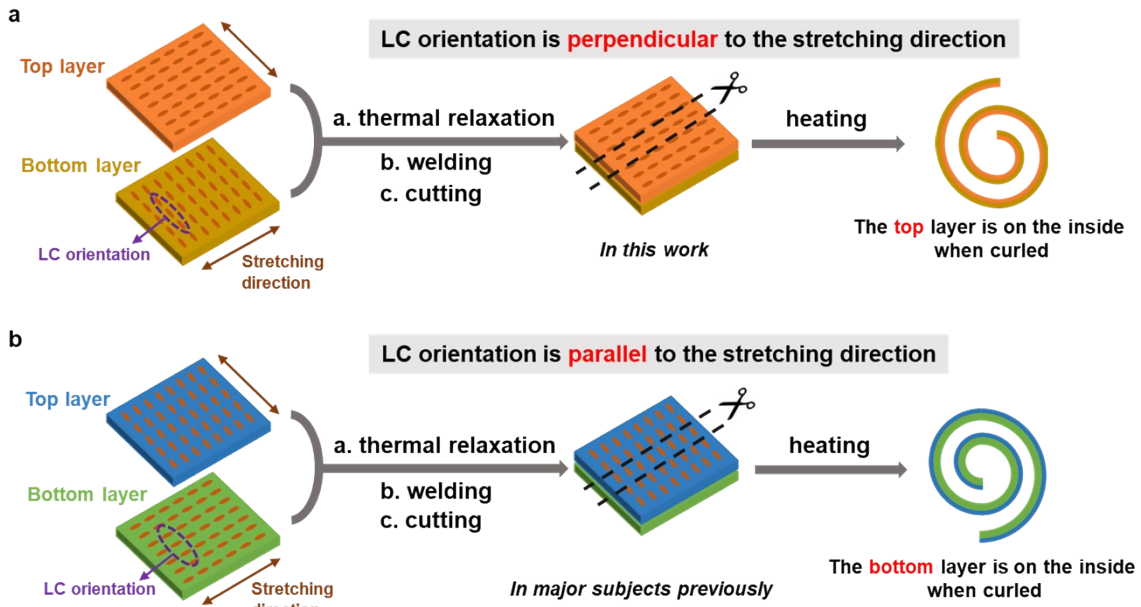 a
LC orientation is perpendicular to the stretching direction
Top layer
Bottom layer
LC orientation
Stretching
direction
a. thermal relaxation
b. welding
c. cutting
In this work
heating
The top layer is on the inside
when curled
b
LC orientation is parallel to the stretching direction
Top layer
Bottom layer
LC orientation
Stretching
direction
a. thermal relaxation
b. welding
c. cutting
In major subjects previously
heating
The bottom layer is on the inside
when curled